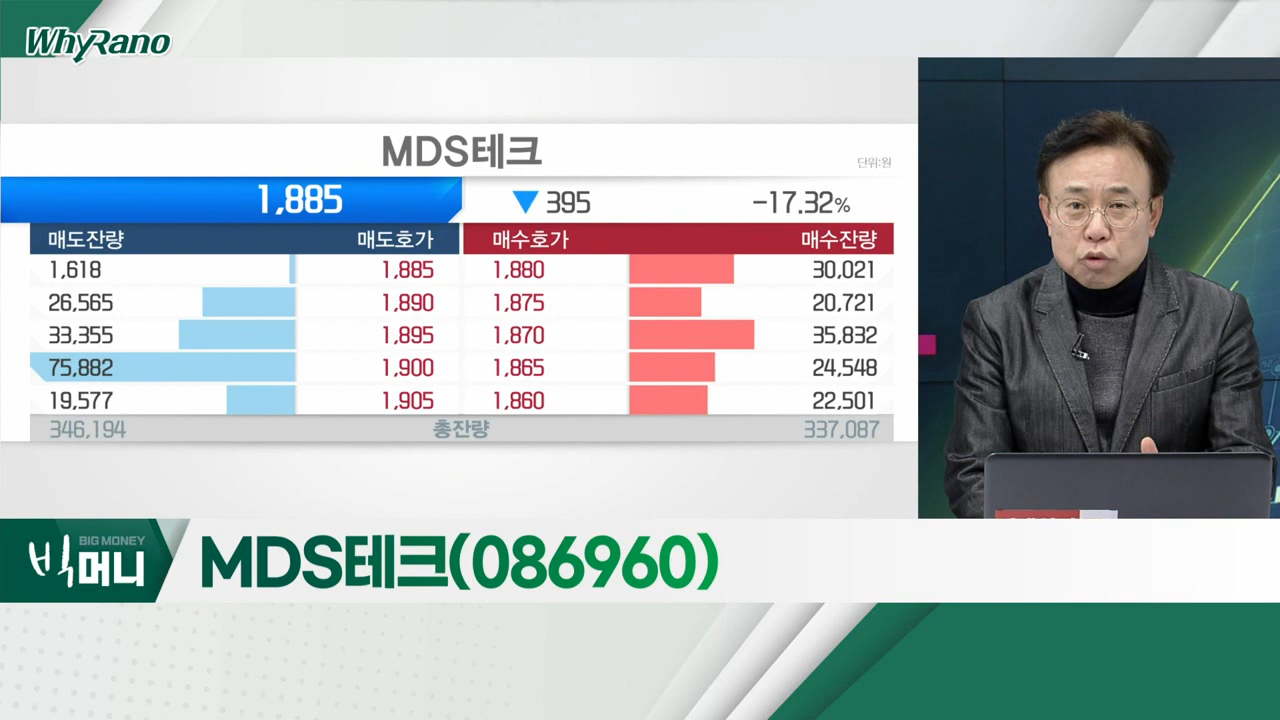 WhyRano
MDS테크
단위:원
1,885 ▼ 395 -17.32%
매도잔량 매도호가 매수호가 매수잔량
1,618 1,885 1,880 30,021
26,565 1,890 1,875 20,721
33,355 1,895 1,870 35,832
75,882 1,900 1,865 24,548
19,577 1,905 1,860 22,501
346,194 총잔량 337,087
BIG MONEY
빅머니
MDS테크(086960)